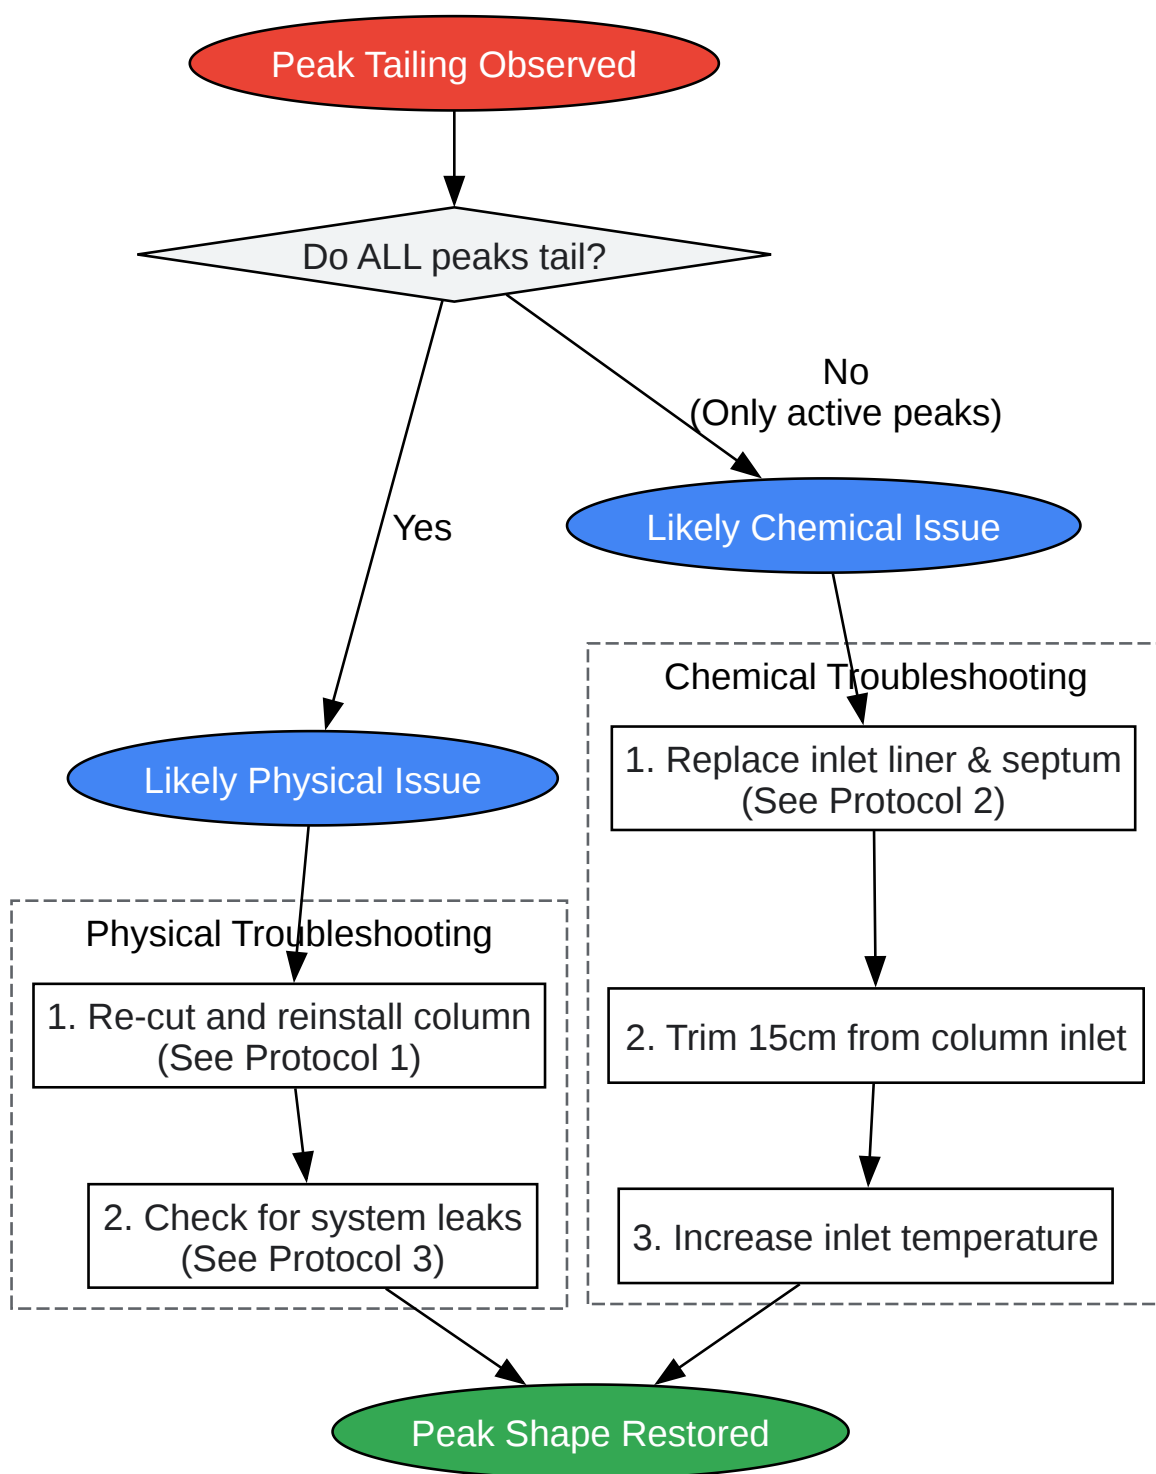 Peak Tailing Observed
Do ALL peaks tail?
No
(Only active peaks)
Yes
Likely Chemical Issue
Chemical Troubleshooting
1. Replace inlet liner & septum
(See Protocol 2)
Likely Physical Issue
Physical Troubleshooting
1. Re-cut and reinstall column
(See Protocol 1)
2. Trim 15cm from column inlet
2. Check for system leaks
(See Protocol 3)
3. Increase inlet temperature
Peak Shape Restored